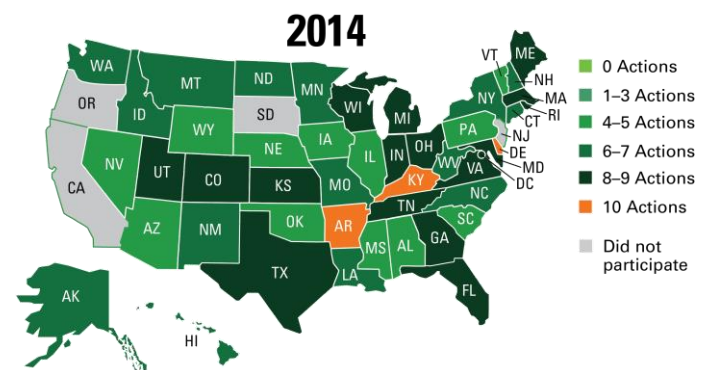 2014
WA
OR
CA
ID
NV
MT
WY
UT
AZ
CO
NM
ND
SD
NE
KS
OK
TX
MN
IA
MO
AR
LA
WI
IL
MS
MI
IN
KY
TN
AL
OH
WV
GA
FL
SC
NC
VA
PA
NY
VT
ME
NH
MA
RI
CT
NJ
DE
MD
DC
AK
HI
0 Actions
1–3 Actions
4–5 Actions
6–7 Actions
8–9 Actions
10 Actions
Did not
participate